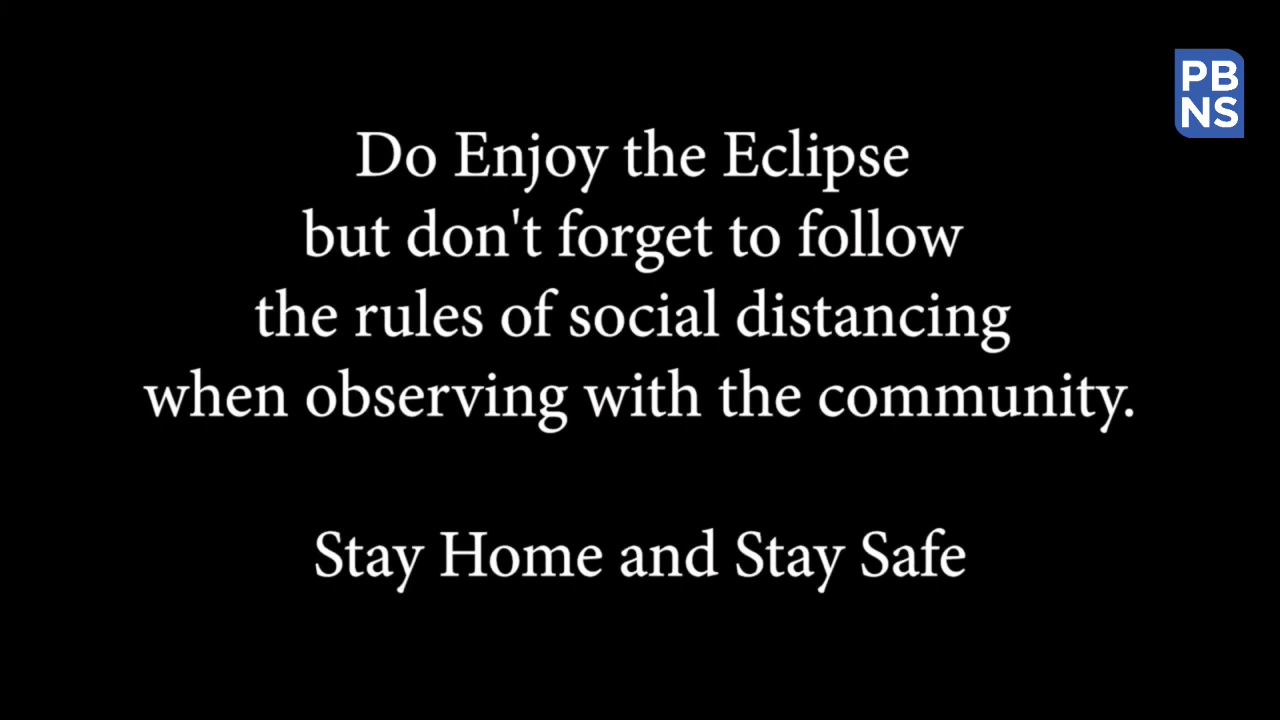 PB
NS
Do Enjoy the Eclipse
but don't forget to follow
the rules of social distancing
when observing with the community.
Stay Home and Stay Safe